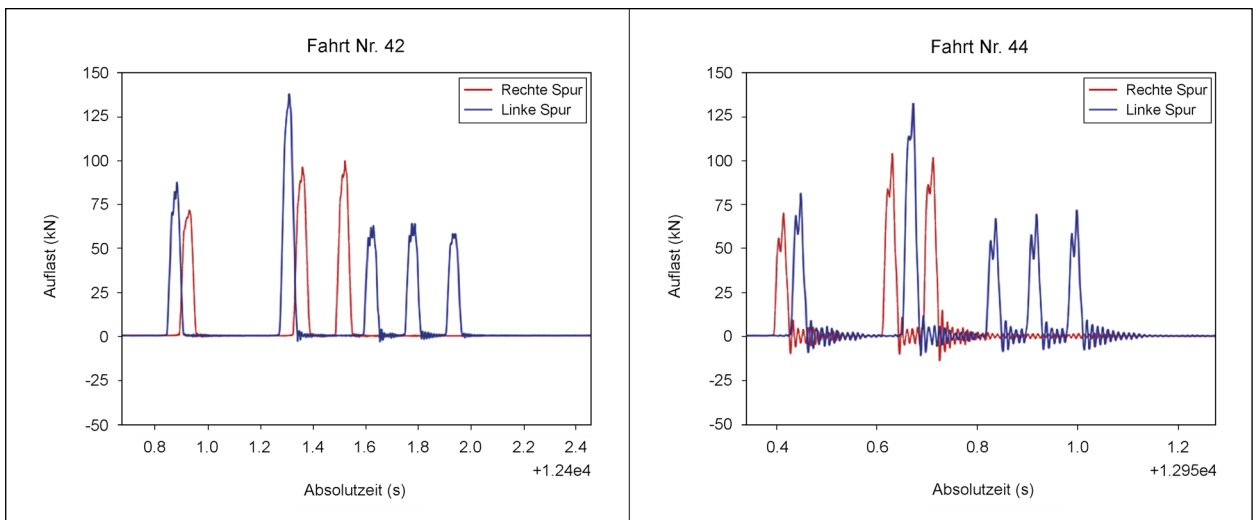 Fahrt Nr. 42
150
125
100
75
50
25
0
-25
-50
Auflast (kN)
Rechte Spur
Linke Spur
0.8 1.0 1.2 1.4 1.6 1.8 2.0 2.2 2.4
+1.24e4
Absolutzeit (s)
Fahrt Nr. 44
150
125
100
75
50
25
0
-25
-50
Auflast (kN)
Rechte Spur
Linke Spur
0.4 0.6 0.8 1.0 1.2
+1.295e4
Absolutzeit (s)